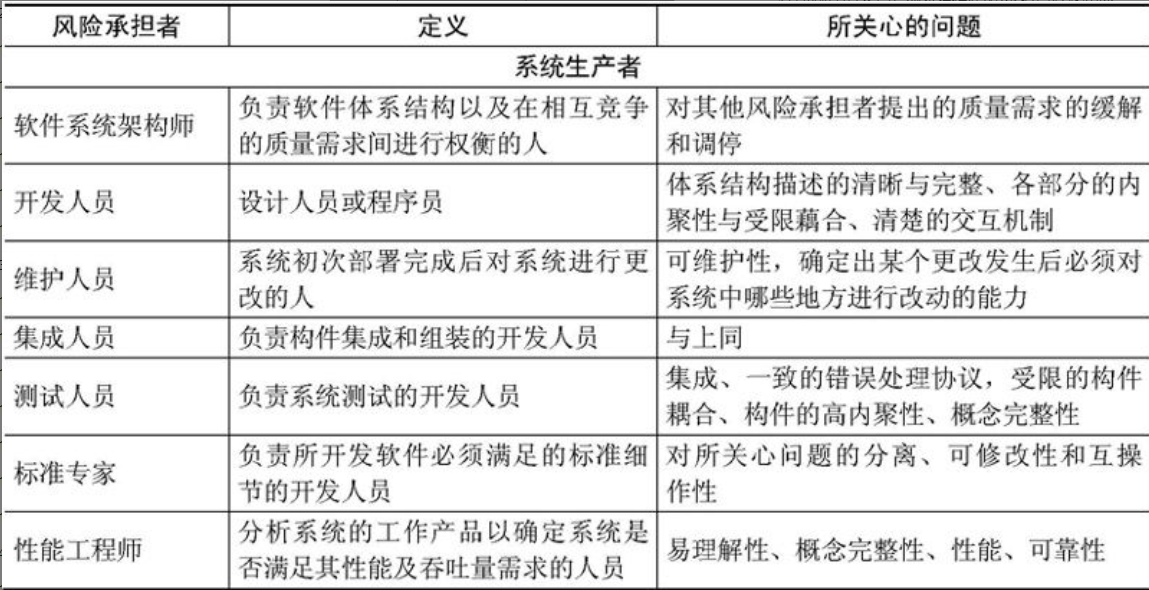 风险承担者 定义 所关心的问题
系统生产者
软件系统架构师
负责软件体系结构以及在相互竞争
的质量需求间进行权衡的人
对其他风险承担者提出的质量需求的缓解
和调停
开发人员
设计人员或程序员
体系结构描述的清晰与完整、各部分的内
聚性与受限藕合、清楚的交互机制
维护人员
系统初次部署完成后对系统进行更
改的人
可维护性，确定出某个更改发生后必须对
系统中哪些地方进行改动的能力
集成人员
负责构件集成和组装的开发人员
与上同
测试人员
负责系统测试的开发人员
集成、一致的错误处理协议，受限的构件
耦合、构件的高内聚性、概念完整性
标准专家
负责所开发软件必须满足的标准细
节的开发人员
对所关心问题的分离、可修改性和互操
作性
性能工程师
分析系统的工作产品以确定系统是
否满足其性能及吞吐量需求的人员
易理解性、概念完整性、性能、可靠性